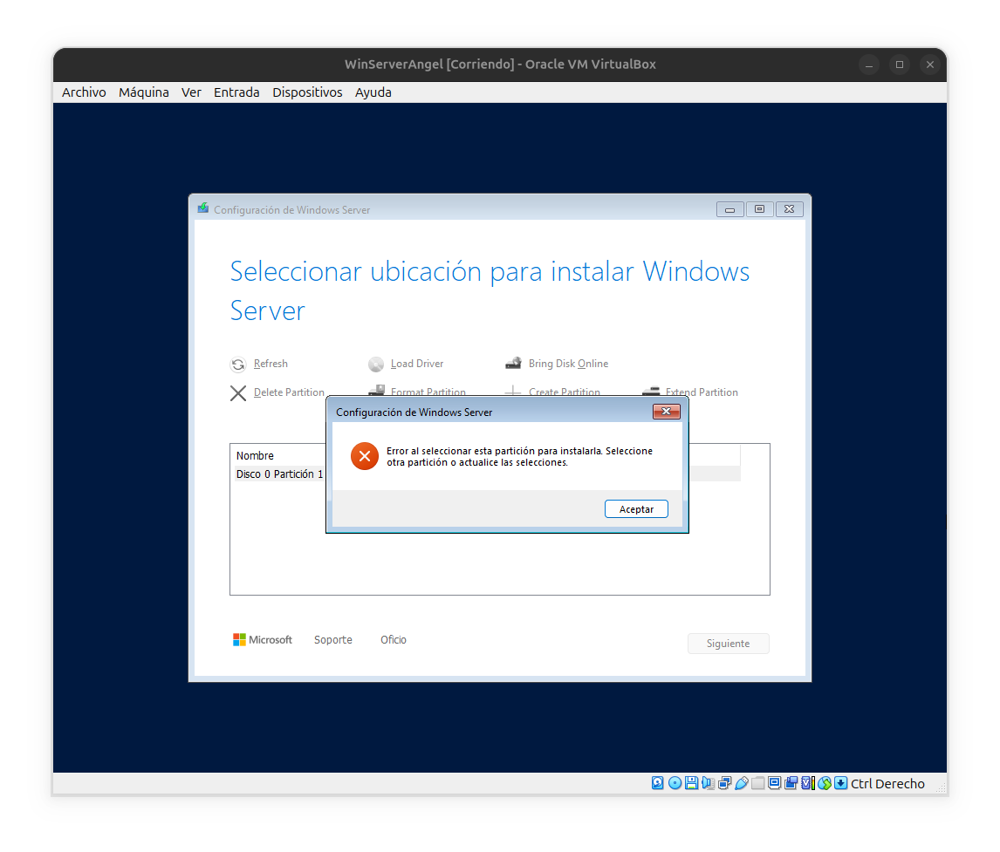 WinServerAngel [Corriendo] - Oracle VM VirtualBox
Archivo Máquina Ver Entrada Dispositivos Ayuda
Configuración de Windows Server
Seleccionar ubicación para instalar Windows
Server
Refresh Load Driver Bring Disk Online
Delete Partition Format Partition Create Partition Extend Partition
Configuración de Windows Server
Error al seleccionar esta partición para instalarla. Seleccione
otra partición o actualice las selecciones.
Aceptar
Nombre
Disco 0 Partición 1
Microsoft Soporte Oficio
Siguiente
Ctrl Derecho